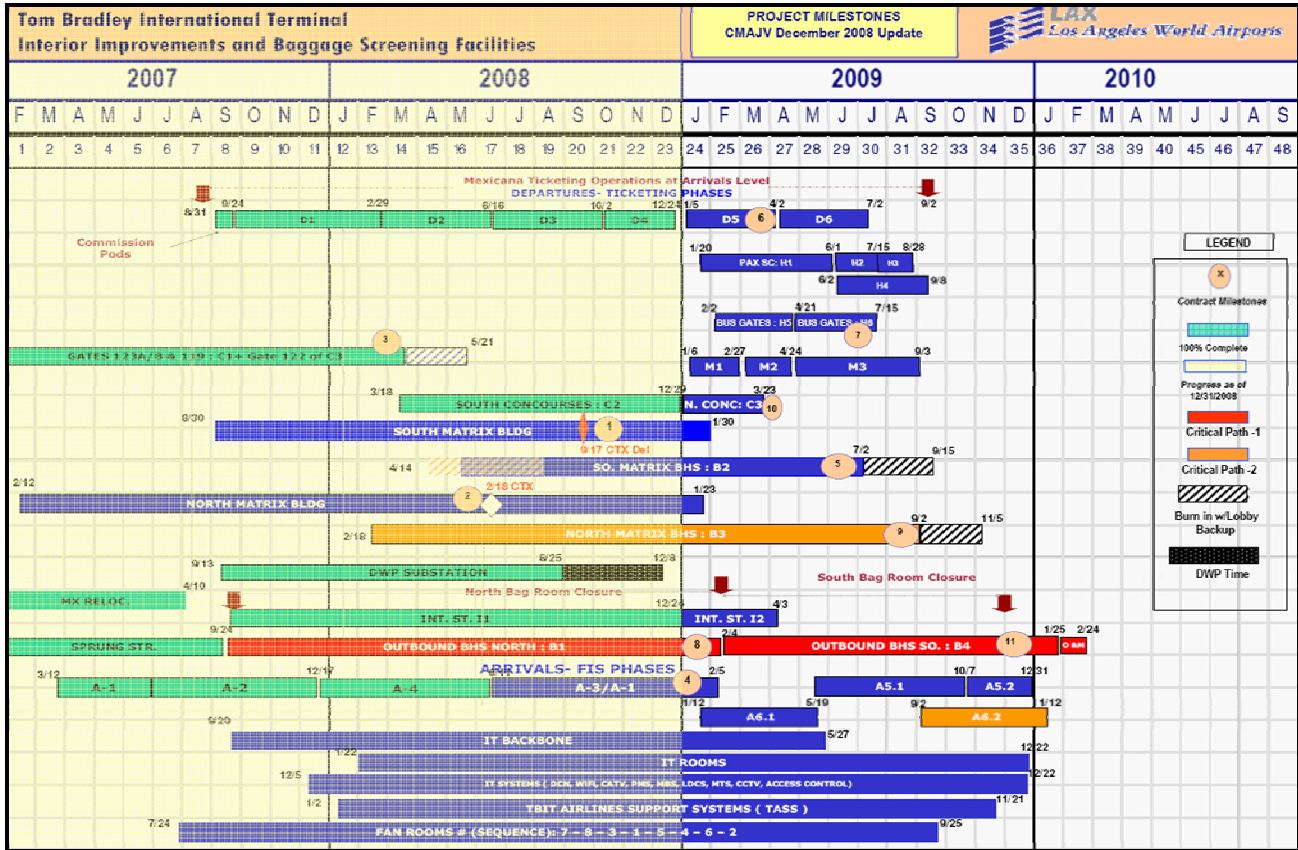 Tom Bradley International Terminal
Interior Improvements and Baggage Screening Facilities
PROJECT MILESTONES
CMAJV December 2008 Update
LAX
Los Angeles World Airports
2007 2008 2009 2010
F M A M J J A S O N D J F M A M J J A S O N D J F M A M J J A S O N D J F M A M J J A S
1 2 3 4 5 6 7 8 9 10 11 12 13 14 15 16 17 18 19 20 21 22 23 24 25 26 27 28 29 30 31 32 33 34 35 36 37 38 40 45 46 47 48
Mexicana Ticketing Operations at Arrivals Level
DEPARTURES- TICKETING PHASES
8/31 9/24 2/29 6/16 10/2 12/24 1/5 4/2 7/2 9/2
D1 D2 D3 D4 D5 6 D6
Commission
Pods
1/20 6/1 7/15 8/28
PAX SC: H1 H2 H3
6/2 H4 9/8
2/2 4/21 7/15
BUS GATES : H5 BUS GATES : H6
7
3
GATES 123A/B & 119 : C1+ Gate 122 of C3
5/21
1/6 2/27 4/24 9/3
M1 M2 M3
3/18 12/29 3/23
SOUTH CONCOURSES : C2 N. CONC: C3 10
8/30 SOUTH MATRIX BLDG 1 1/30
9/17 CTX Del
4/14 SO. MATRIX BHS : B2 5 7/2 9/15
2/12 NORTH MATRIX BLDG 2 2/18 CTX 1/23
2/18 NORTH MATRIX BHS : B3 9 9/2 11/5
9/13 DWP SUBSTATION 8/25 12/8
4/10 MX RELOC.
North Bag Room Closure
South Bag Room Closure
INT. ST. I1 12/24 INT. ST. I2 4/3
9/24 SPRUNG STR. OUTBOUND BHS NORTH : B1 8 2/4 OUTBOUND BHS SO. : B4 11 1/25 2/24
ARRIVALS- FIS PHASES
3/12 A-1 A-2 12/17 A-4 A-3/A-1 4 2/5 A5.1 10/7 A5.2 12/31
1/12 A6.1 5/19 9/2 A6.2 1/12
9/20 IT BACKBONE 5/27
1/22 IT ROOMS 12/22
12/5 IT SYSTEMS ( DCN, WIFI, CATV, PMS, MBS, LDCS, MTS, CCTV, ACCESS CONTROL) 12/22
1/2 TBIT AIRLINES SUPPORT SYSTEMS ( TASS ) 11/21
7/24 FAN ROOMS # (SEQUENCE): 7 – 8 – 3 – 1 – 5 – 4 – 6 – 2 9/25
LEGEND
X
Contract Milestones
100% Complete
Progress as of
12/31/2008
Critical Path -1
Critical Path -2
Burn in w/Lobby
Backup
DWP Time